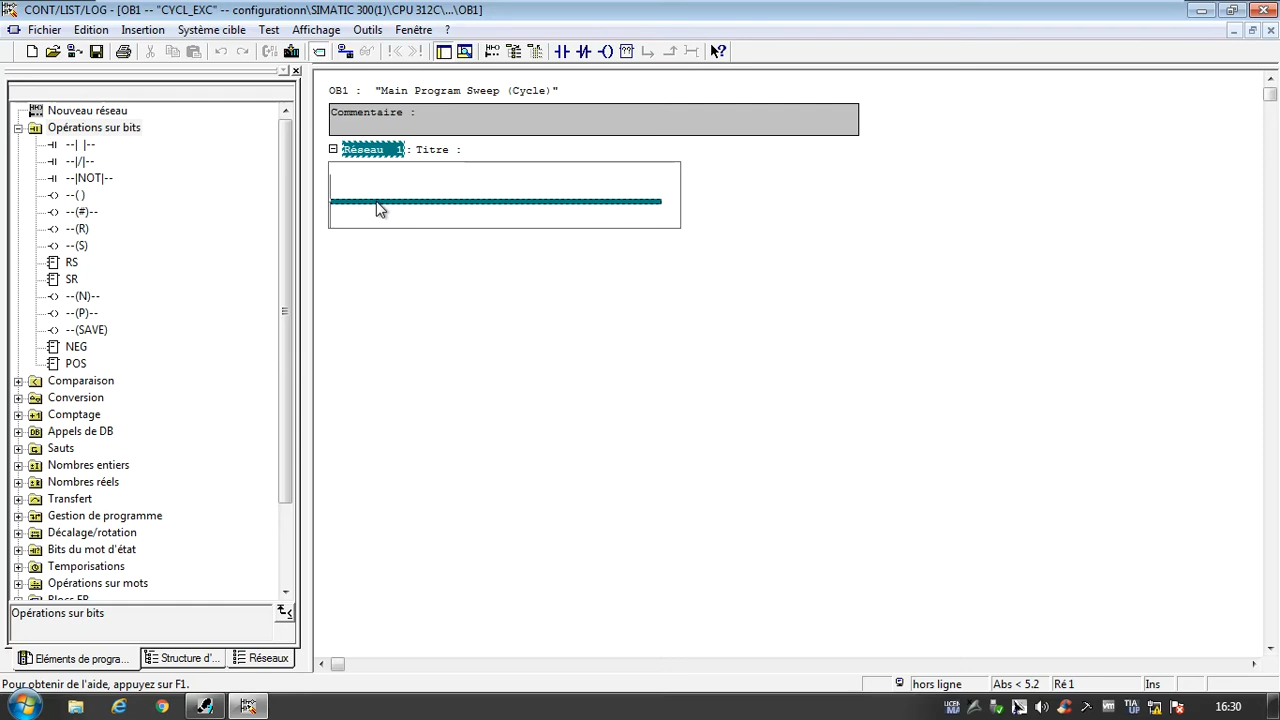 CONT/LIST/LOG - [OB1 -- "CYCL_EXC" -- configurationn\SIMATIC 300(1)\CPU 312C\...\OB1]
Fichier Edition Insertion Système cible Test Affichage Outils Fenêtre ?
OB1 : "Main Program Sweep (Cycle)"
Commentaire :
Réseau 1 : Titre :
Nouveau réseau
Opérations sur bits
--| |--
--|/|--
--|NOT|--
--( )
--(#)--
--(R)
--(S)
RS
SR
--(N)--
--(P)--
--(SAVE)
NEG
POS
Comparaison
Conversion
Comptage
Appels de DB
Sauts
Nombres entiers
Nombres réels
Transfert
Gestion de programme
Décalage/rotation
Bits du mot d'état
Temporisations
Opérations sur mots
Blocs FB
Opérations sur bits
Eléments de progra... Structure d'... Réseaux
Pour obtenir de l'aide, appuyez sur F1.
hors ligne Abs < 5.2 Ré 1 Ins
16:30